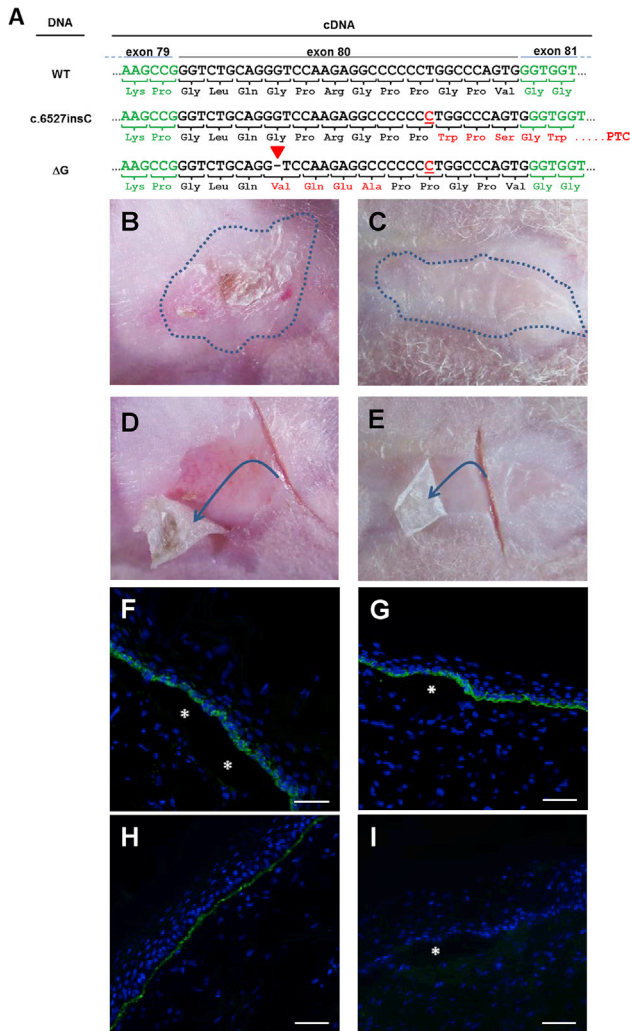 A
DNA
cDNA
exon 79 exon 80 exon 81
WT ...AAGCCGGGTCTGCAGGGTCCAAGAGGCCCCCCTGGCCCAGTGGGTGGT...
Lys Pro Gly Leu Gln Gly Pro Arg Gly Pro Pro Gly Pro Val Gly Gly
c.6527insC ...AAGCCGGGTCTGCAGGGTCCAAGAGGCCCCCCCTGGCCCAGTGGGTGGT...
Lys Pro Gly Leu Gln Gly Pro Arg Gly Pro Pro Trp Pro Ser Gly Trp .....PTC
ΔG ...AAGCCGGGTCTGCAGG-TCCAAGAGGCCCCCCCTGGCCCAGTGGGTGGT...
Lys Pro Gly Leu Gln Val Gln Glu Ala Pro Pro Gly Pro Val Gly Gly
B
C
D
E
F
*
*
G
*
H
I
*